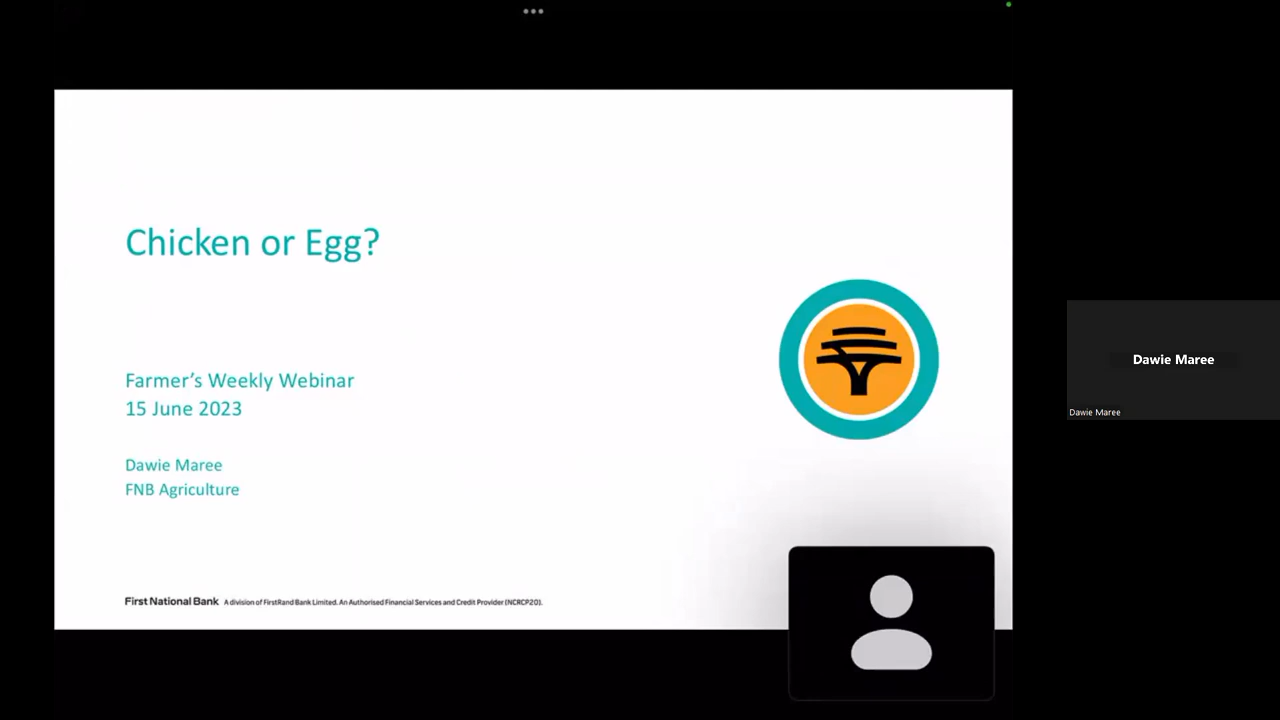 Chicken or Egg?
Farmer's Weekly Webinar
15 June 2023
Dawie Maree
FNB Agriculture
First National Bank A division of FirstRand Bank Limited. An Authorised Financial Services and Credit Provider (NCRCP20).
Dawie Maree
Dawie Maree